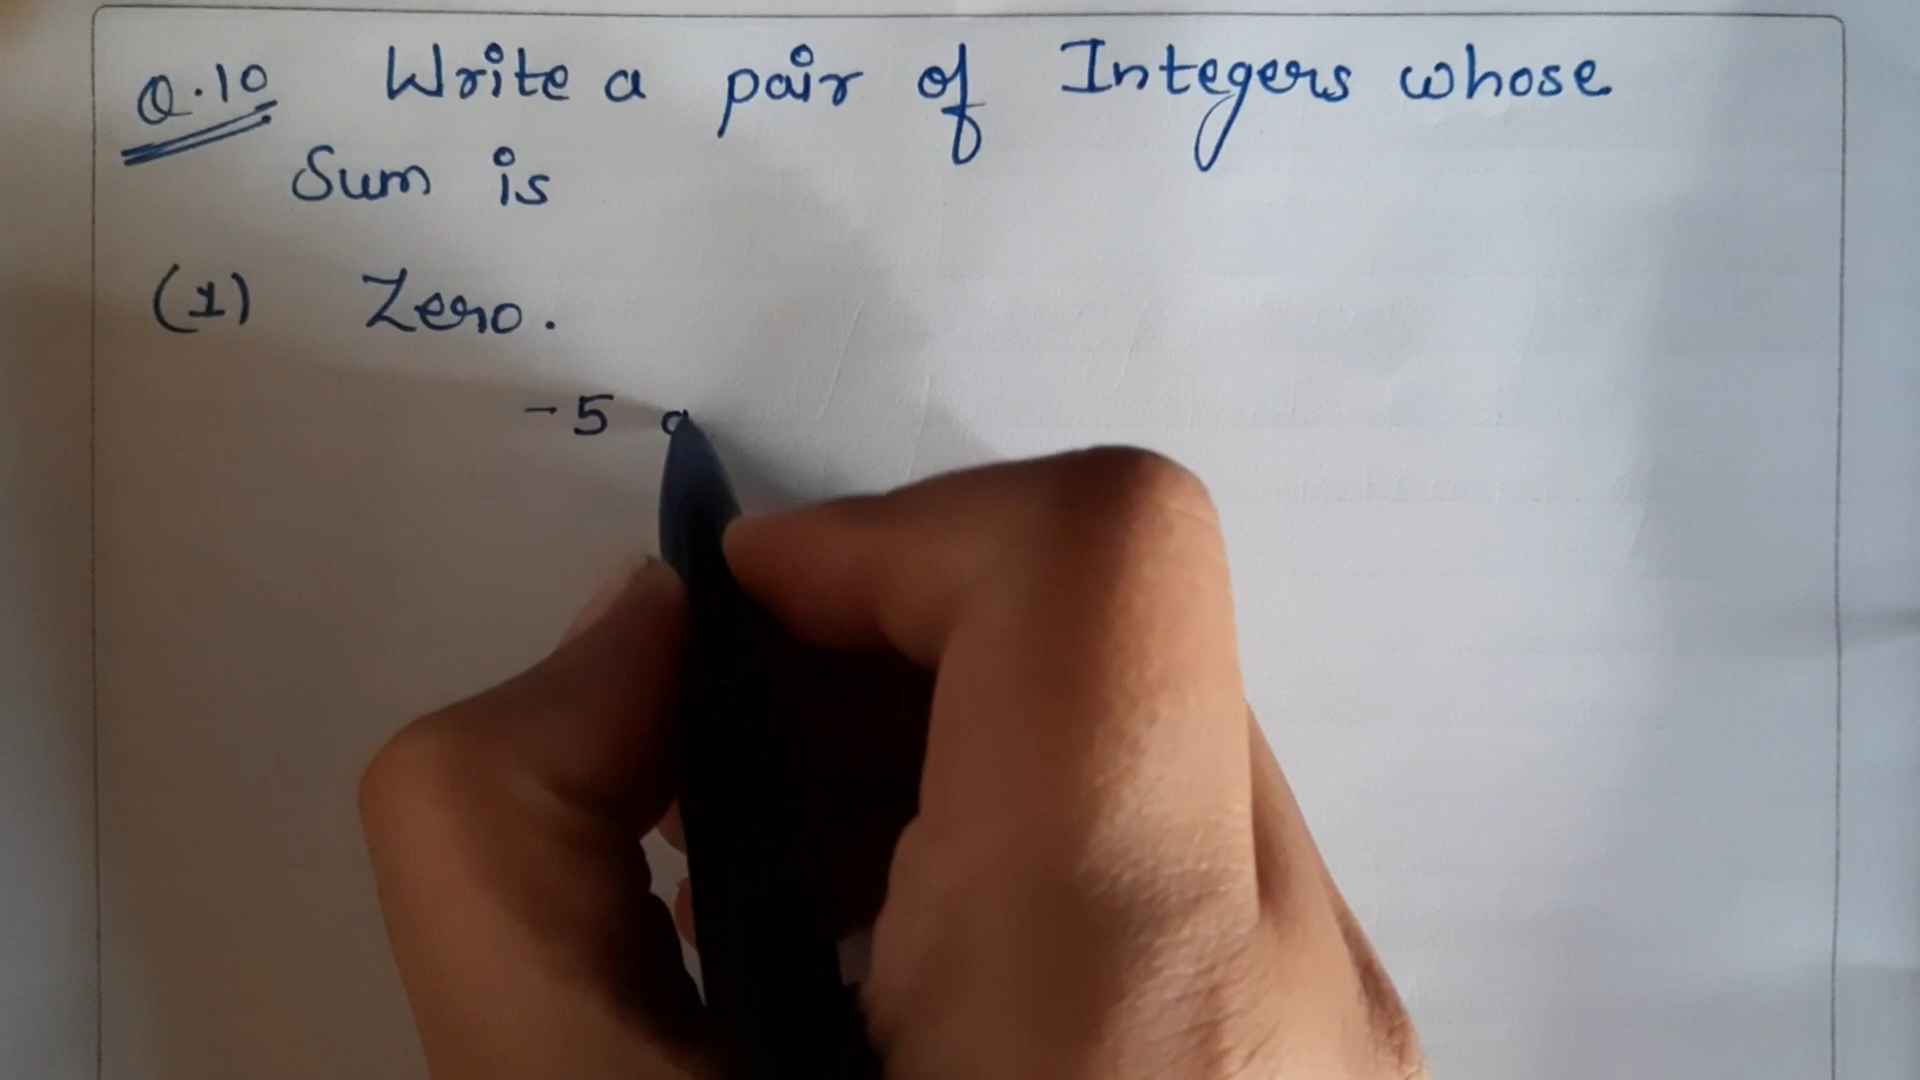 Q.10 Write a pair of Integers whose
Sum is
(1) Zero.
-5 a